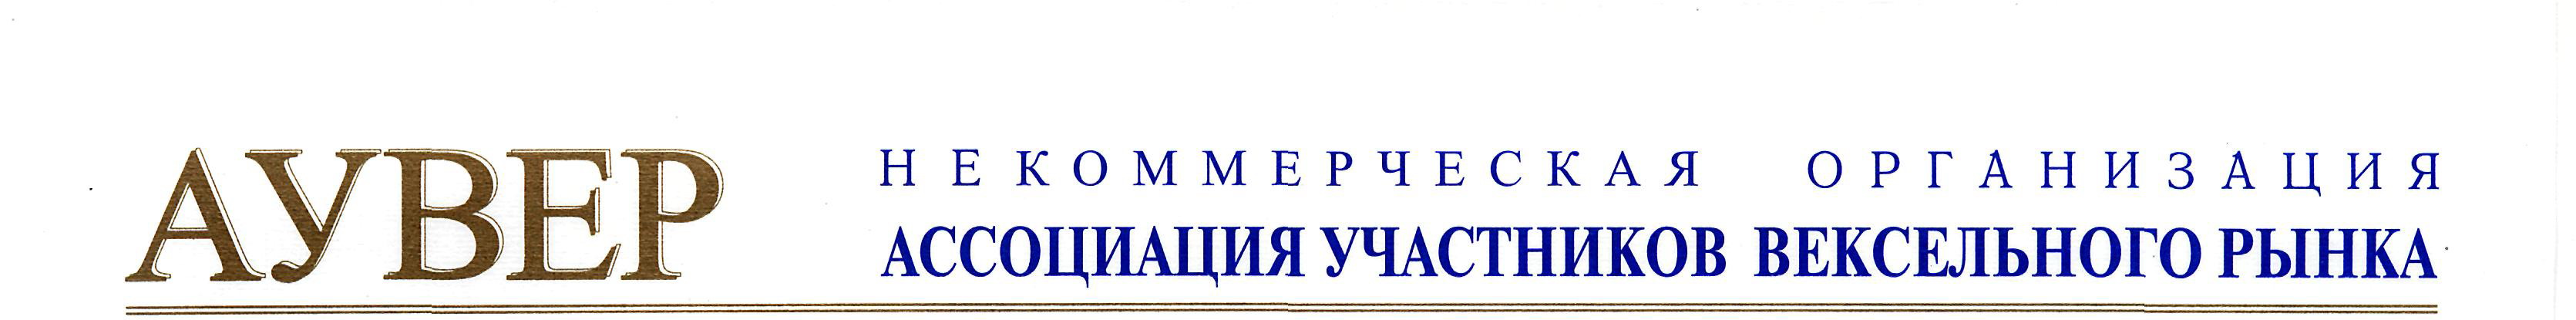 АУВЕР
НЕКОММЕРЧЕСКАЯ ОРГАНИЗАЦИЯ
АССОЦИАЦИЯ УЧАСТНИКОВ ВЕКСЕЛЬНОГО РЫНКА